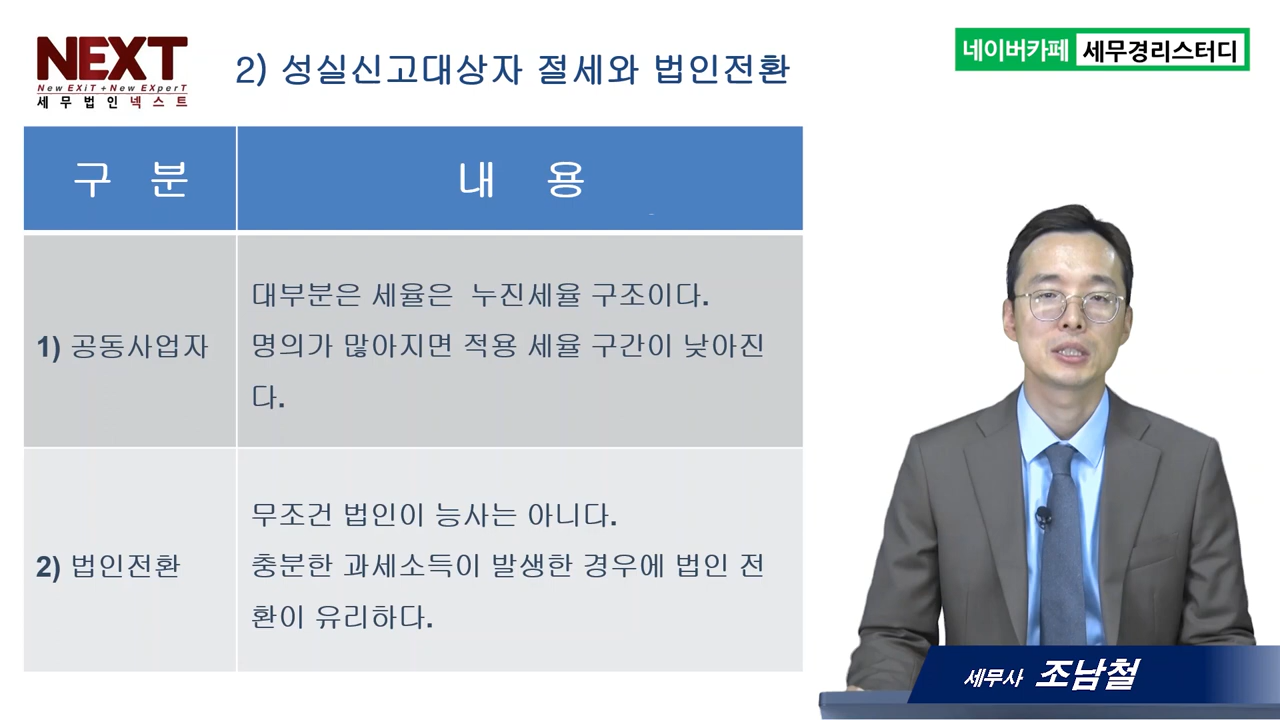 NEXT
New EXiT+New EXperT
세무법인넥스트
2) 성실신고대상자 절세와 법인전환
네이버카페 세무경리스터디
구 분
내 용
1) 공동사업자
대부분은 세율은 누진세율 구조이다.
명의가 많아지면 적용 세율 구간이 낮아진
다.
2) 법인전환
무조건 법인이 능사는 아니다.
충분한 과세소득이 발생한 경우에 법인 전
환이 유리하다.
세무사 조남철